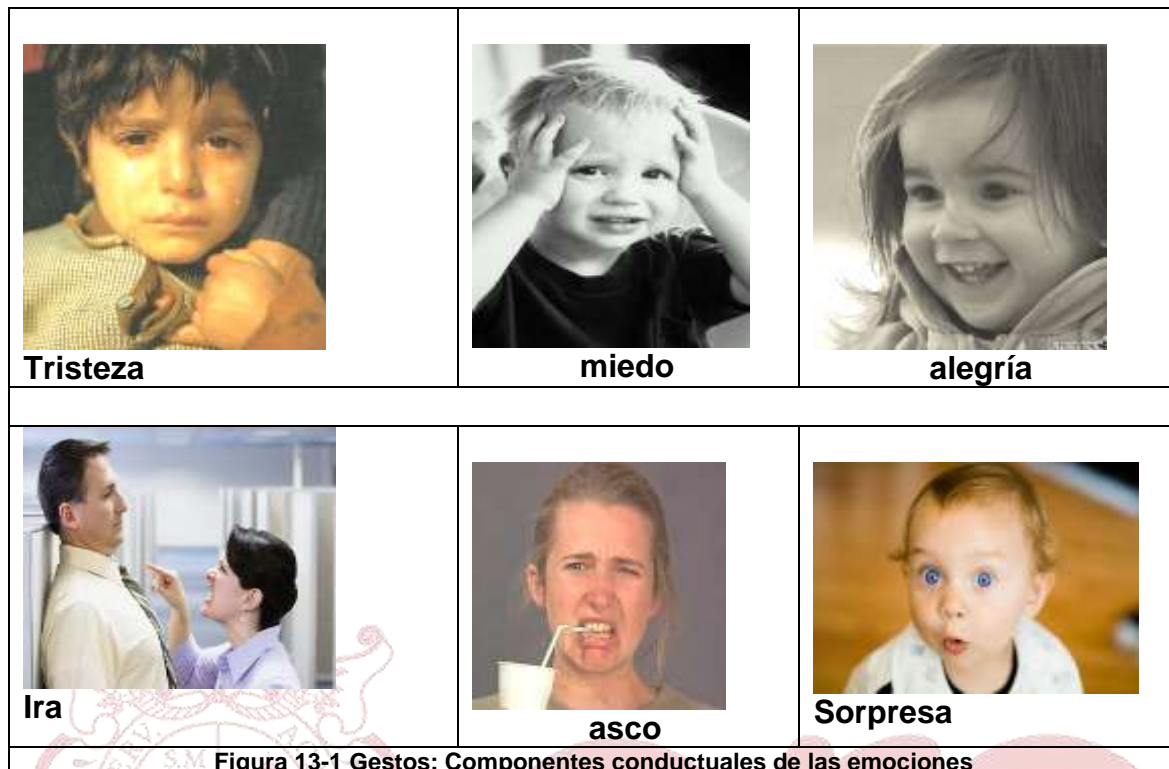 Tristeza
miedo
alegría
Ira
asco
Sorpresa
Figura 13-1 Gestos: Componentes conductuales de las emociones